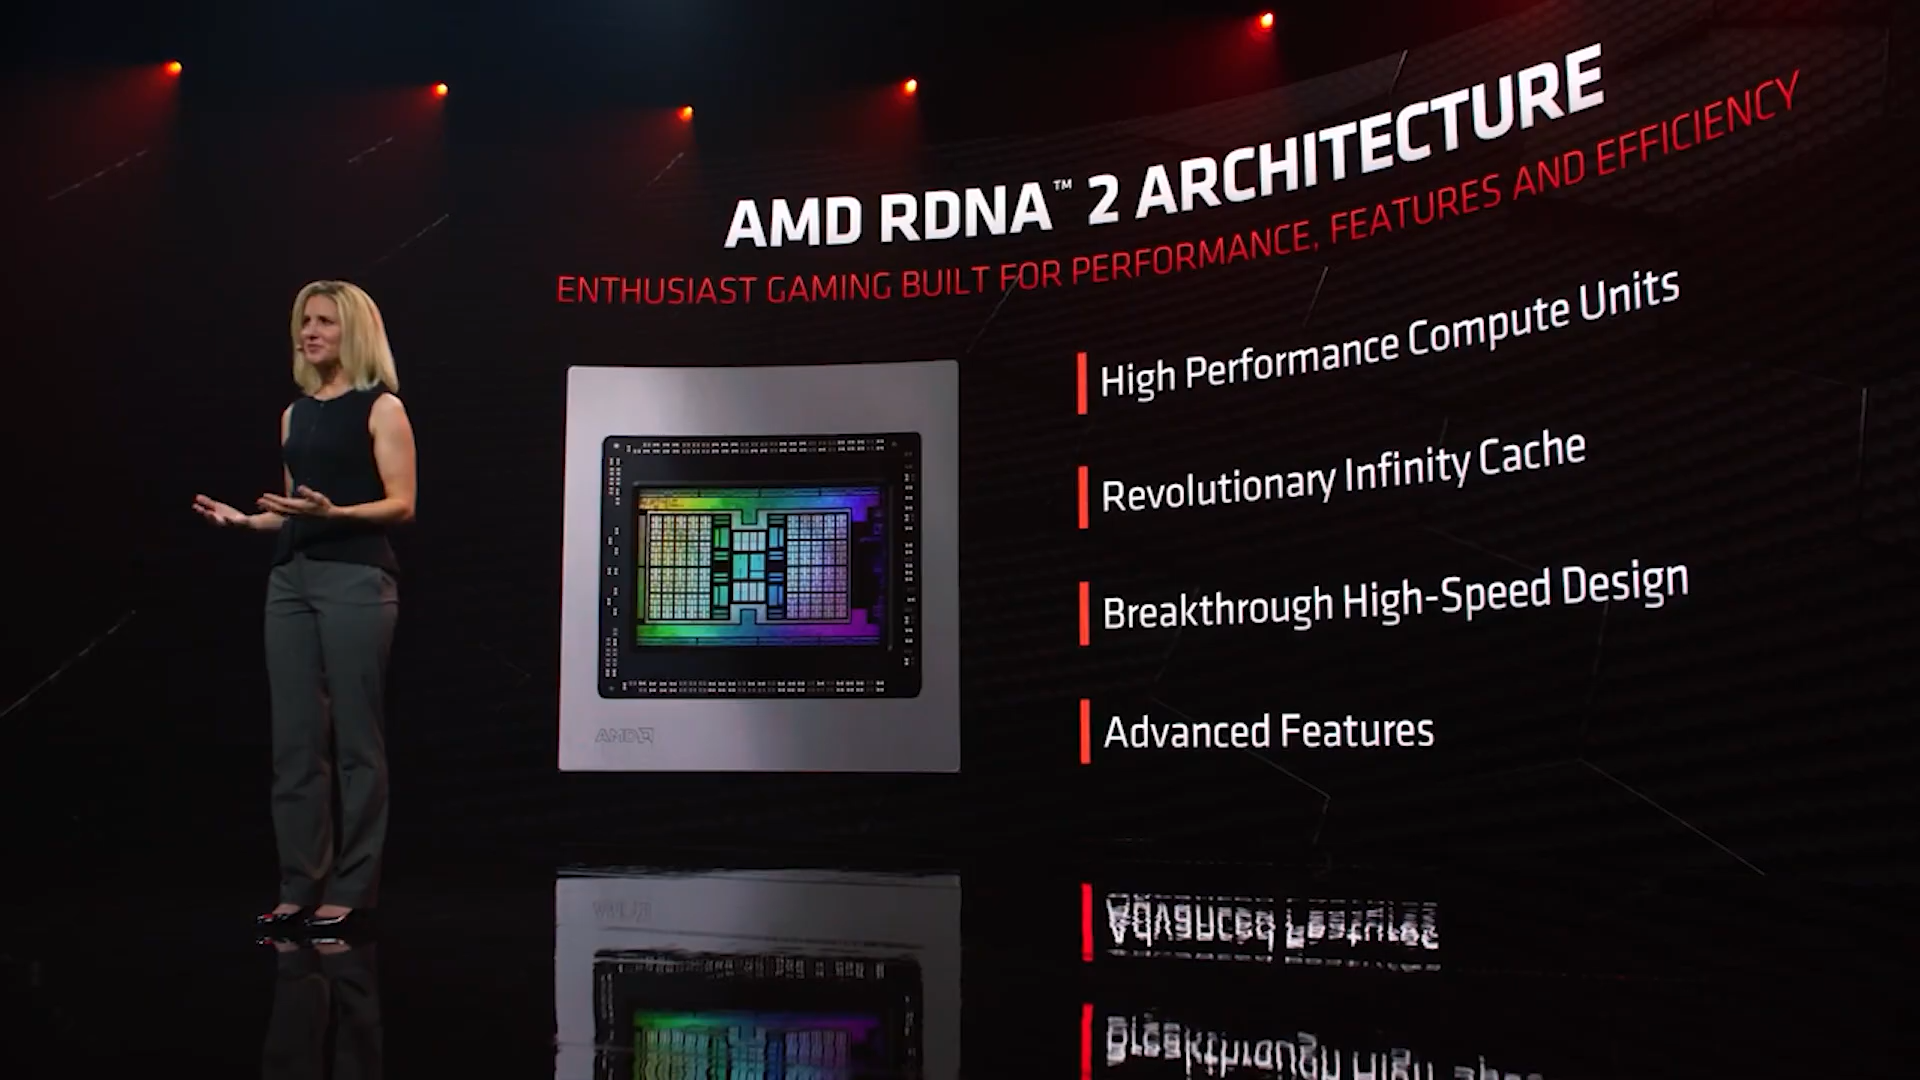 AMD RDNA™ 2 ARCHITECTURE
ENTHUSIAST GAMING BUILT FOR PERFORMANCE, FEATURES AND EFFICIENCY
High Performance Compute Units
Revolutionary Infinity Cache
Breakthrough High-Speed Design
Advanced Features
AMD